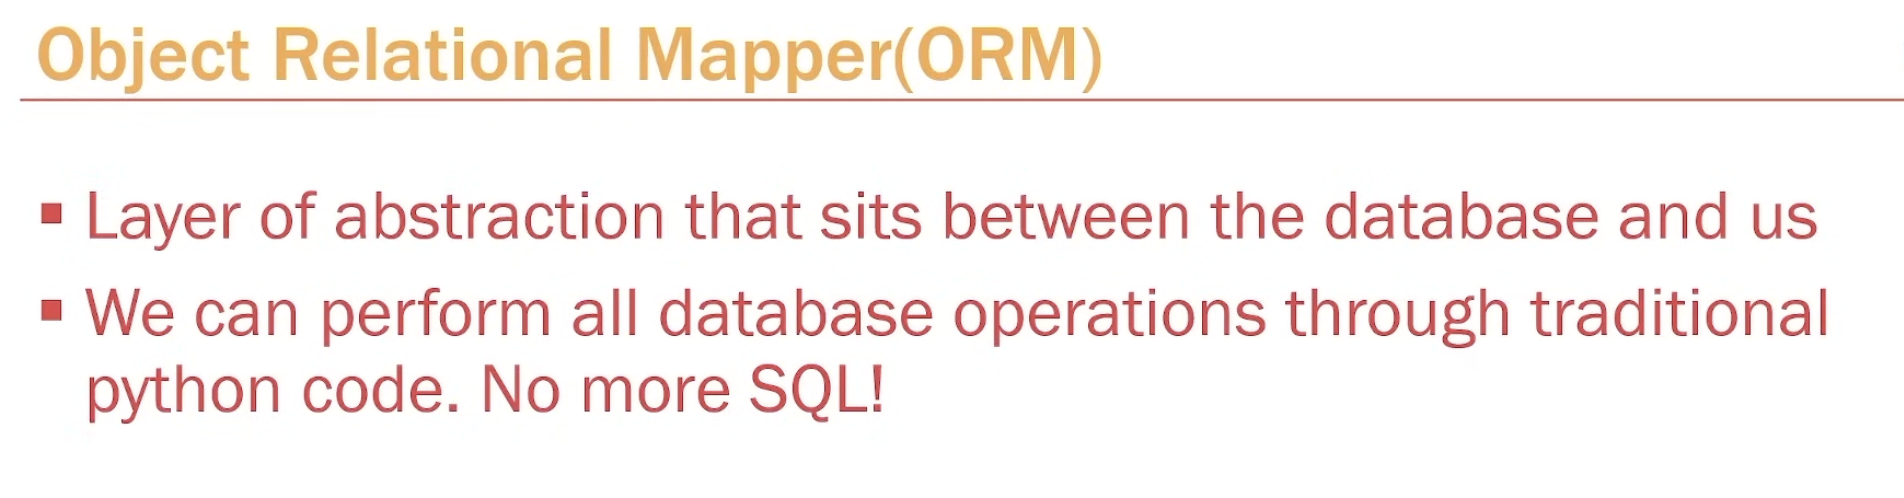 Object Relational Mapper(ORM)
▪ Layer of abstraction that sits between the database and us
▪ We can perform all database operations through traditional
python code. No more SQL!